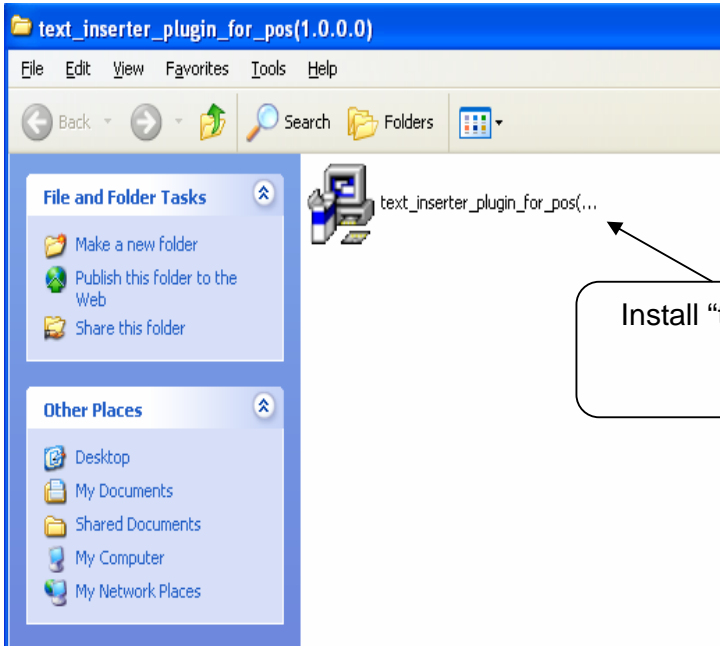 text_inserter_plugin_for_pos(1.0.0.0)
File Edit View Favorites Tools Help
Back Search Folders
File and Folder Tasks
Make a new folder
Publish this folder to the
Web
Share this folder
Other Places
Desktop
My Documents
Shared Documents
My Computer
My Network Places
text_inserter_plugin_for_pos(...
Install “